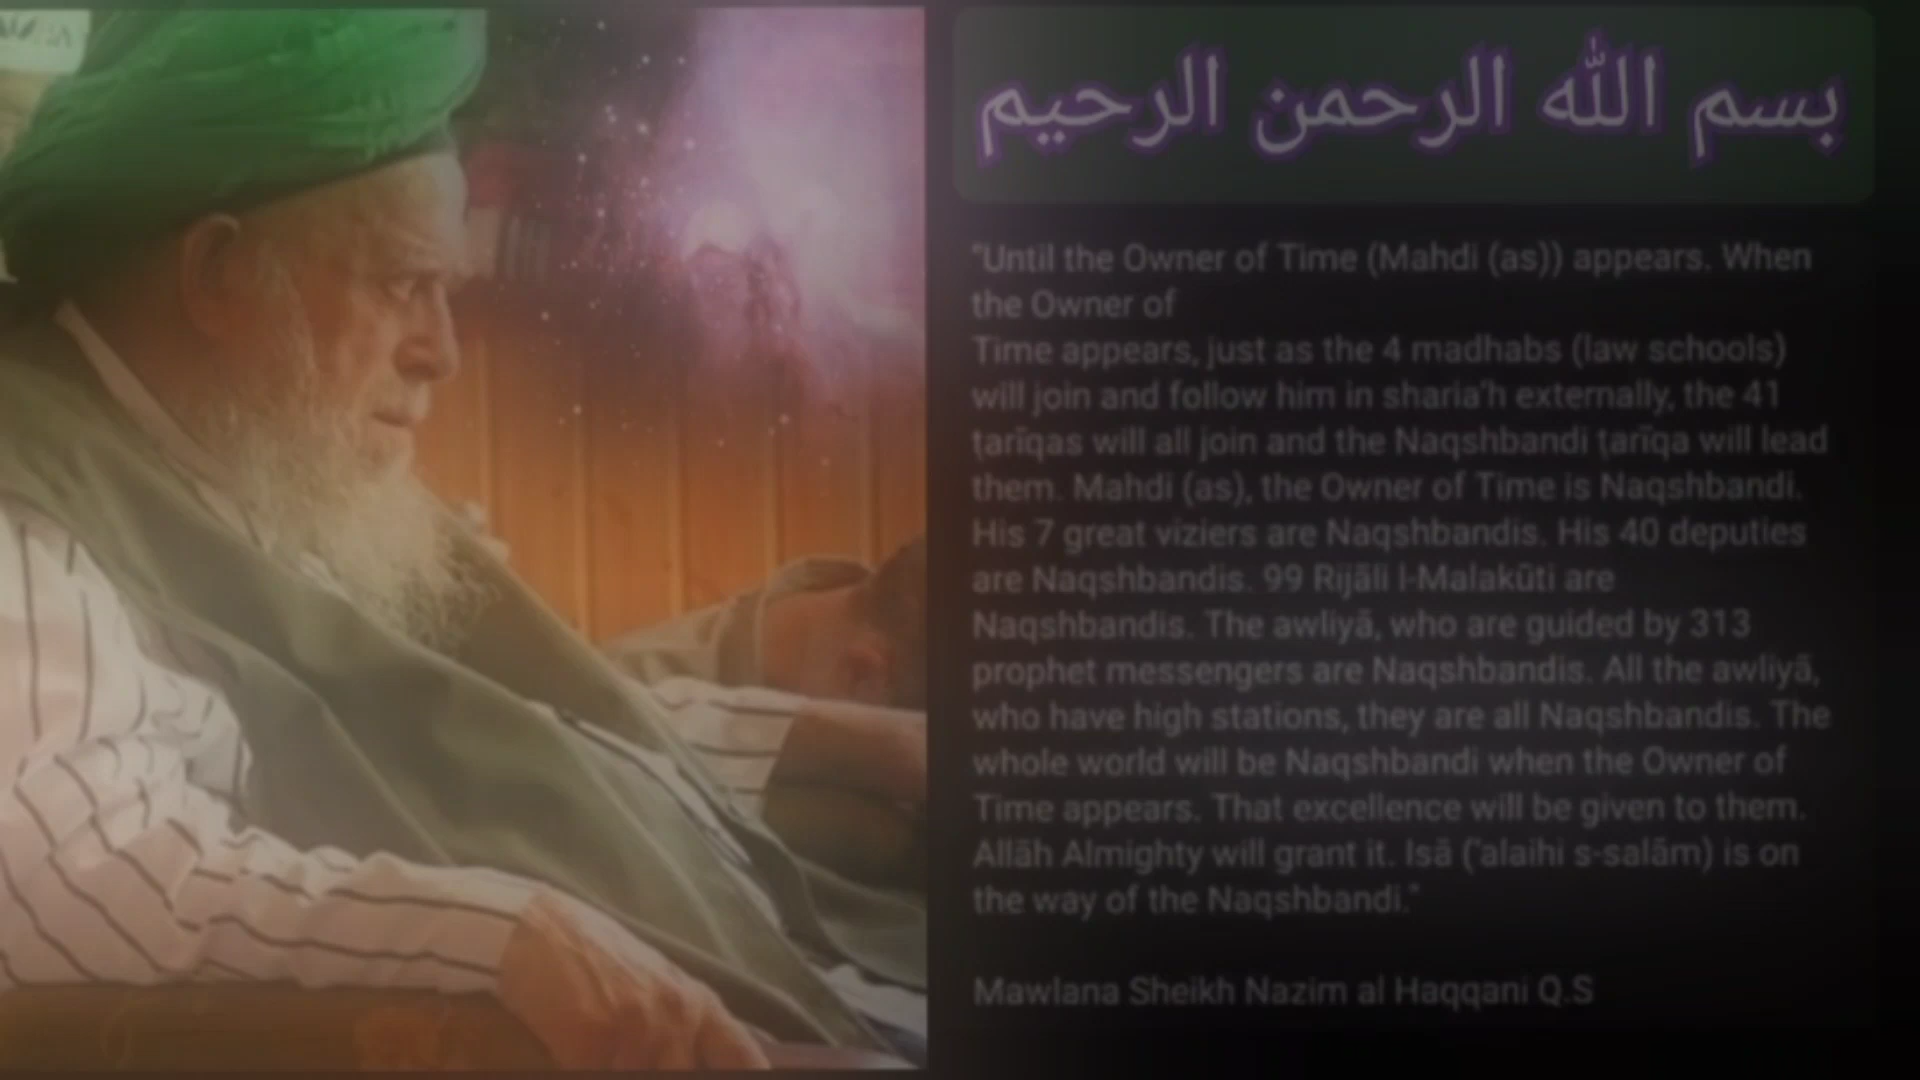 بسم الله الرحمن الرحيم
"Until the Owner of Time (Mahdi (as)) appears. When
the Owner of
Time appears, just as the 4 madhabs (law schools)
will join and follow him in sharia'h externally, the 41
ṭarīqas will all join and the Naqshbandi ṭarīqa will lead
them. Mahdi (as), the Owner of Time is Naqshbandi.
His 7 great viziers are Naqshbandis. His 40 deputies
are Naqshbandis. 99 Rijāli l-Malakūti are
Naqshbandis. The awliyā, who are guided by 313
prophet messengers are Naqshbandis. All the awliyā,
who have high stations, they are all Naqshbandis. The
whole world will be Naqshbandi when the Owner of
Time appears. That excellence will be given to them.
Allāh Almighty will grant it. Isā ('alaihi s-salām) is on
the way of the Naqshbandi."
Mawlana Sheikh Nazim al Haqqani Q.S